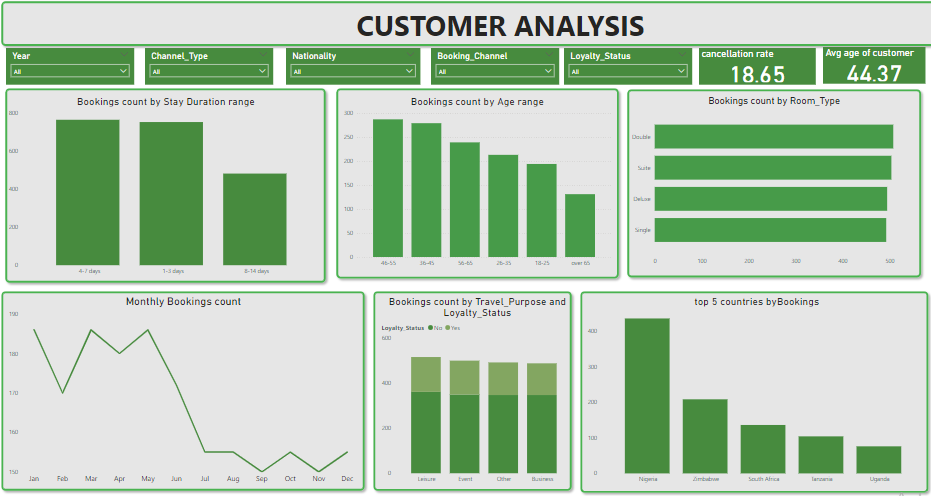 CUSTOMER ANALYSIS
Year
All
Channel_Type
All
Nationality
All
Booking_Channel
All
Loyalty_Status
All
cancellation rate
18.65
Avg age of customer
44.37
Bookings count by Stay Duration range
800
600
400
200
0
4-7 days
1-3 days
8-14 days
Bookings count by Age range
300
250
200
150
100
50
0
46-55
36-45
56-65
26-35
18-25
over 65
Bookings count by Room_Type
Double
Suite
Deluxe
Single
0
100
200
300
400
500
Monthly Bookings count
190
180
170
160
150
Jan
Feb
Mar
Apr
May
Jun
Jul
Aug
Sep
Oct
Nov
Dec
Bookings count by Travel_Purpose and
Loyalty_Status
Loyalty_Status No Yes
600
400
200
0
Leisure
Event
Other
Business
top 5 countries byBookings
400
300
200
100
0
Nigeria
Zimbabwe
South Africa
Tanzania
Uganda